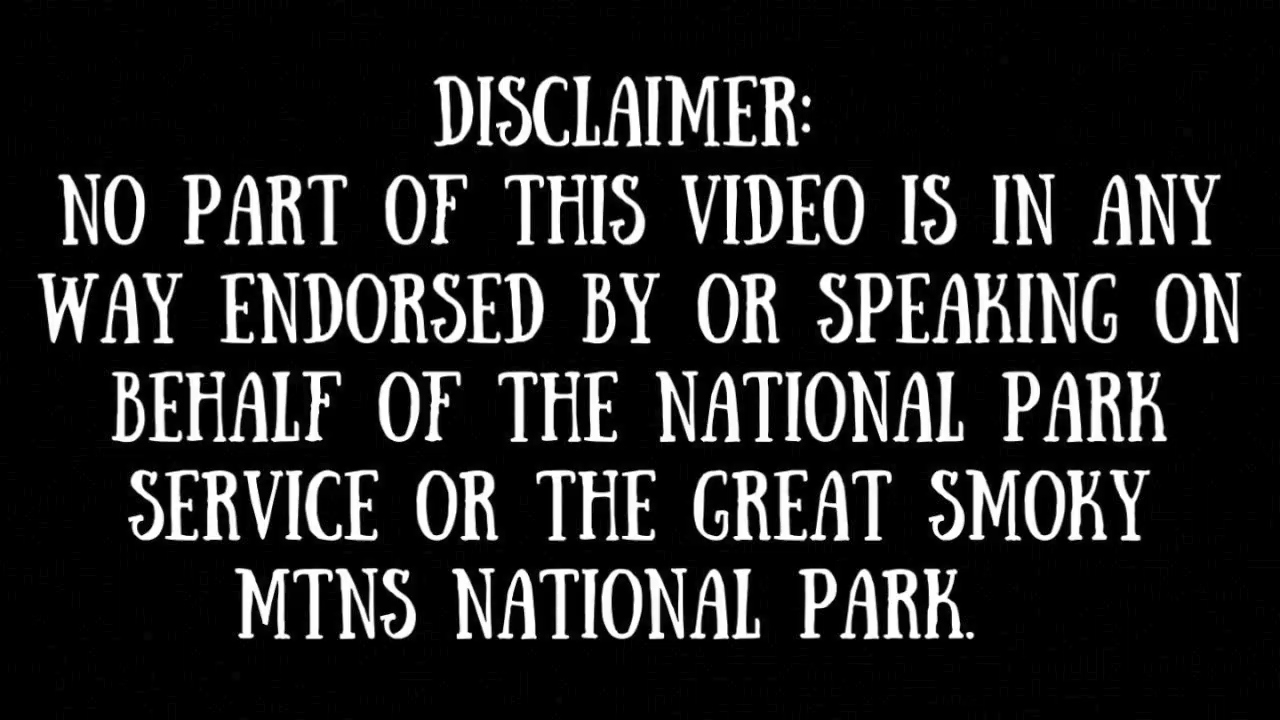 DISCLAIMER:
NO PART OF THIS VIDEO IS IN ANY
WAY ENDORSED BY OR SPEAKING ON
BEHALF OF THE NATIONAL PARK
SERVICE OR THE GREAT SMOKY
MTNS NATIONAL PARK.